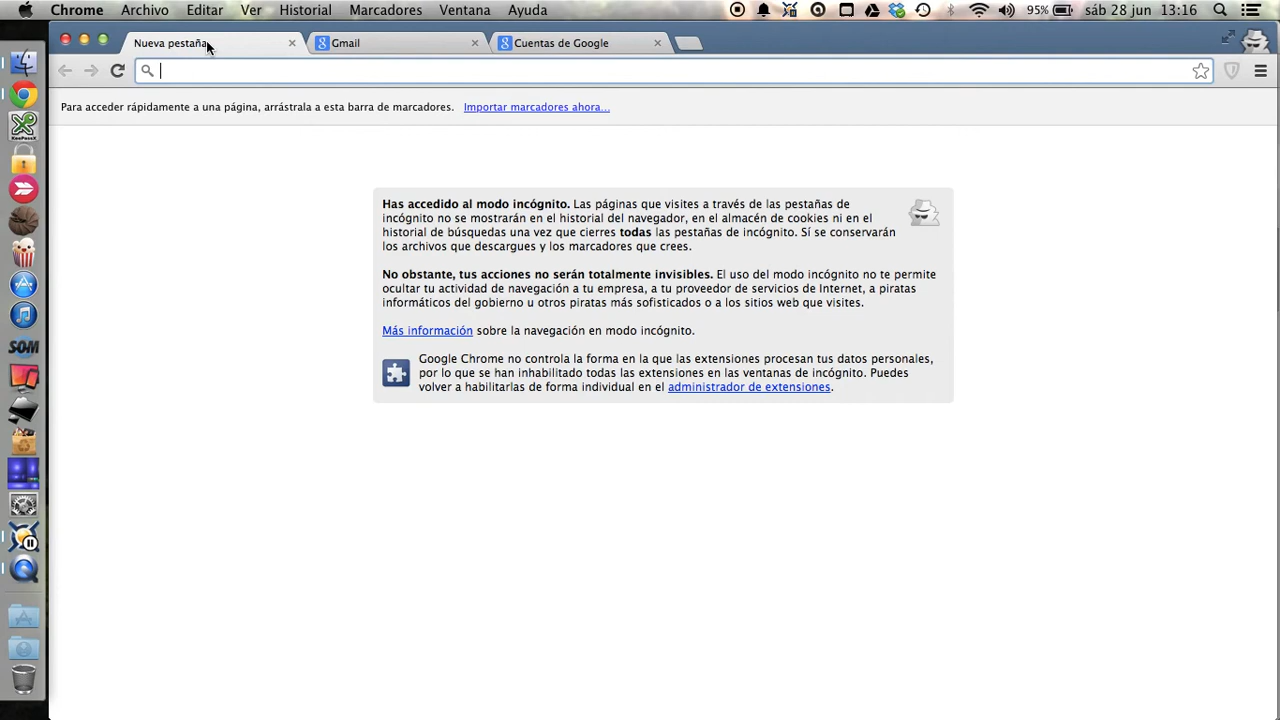 Chrome Archivo Editar Ver Historial Marcadores Ventana Ayuda 95% sáb 28 jun 13:16
Nueva pestaña Gmail Cuentas de Google
Para acceder rápidamente a una página, arrástrala a esta barra de marcadores. Importar marcadores ahora...
Has accedido al modo incógnito. Las páginas que visites a través de las pestañas de
incógnito no se mostrarán en el historial del navegador, en el almacén de cookies ni en el
historial de búsquedas una vez que cierres todas las pestañas de incógnito. Sí se conservarán
los archivos que descargues y los marcadores que crees.
No obstante, tus acciones no serán totalmente invisibles. El uso del modo incógnito no te permite
ocultar tu actividad de navegación a tu empresa, a tu proveedor de servicios de Internet, a piratas
informáticos del gobierno u otros piratas más sofisticados o a los sitios web que visites.
Más información sobre la navegación en modo incógnito.
Google Chrome no controla la forma en la que las extensiones procesan tus datos personales,
por lo que se han inhabilitado todas las extensiones en las ventanas de incógnito. Puedes
volver a habilitarlas de forma individual en el administrador de extensiones.
KeePassX
SOM